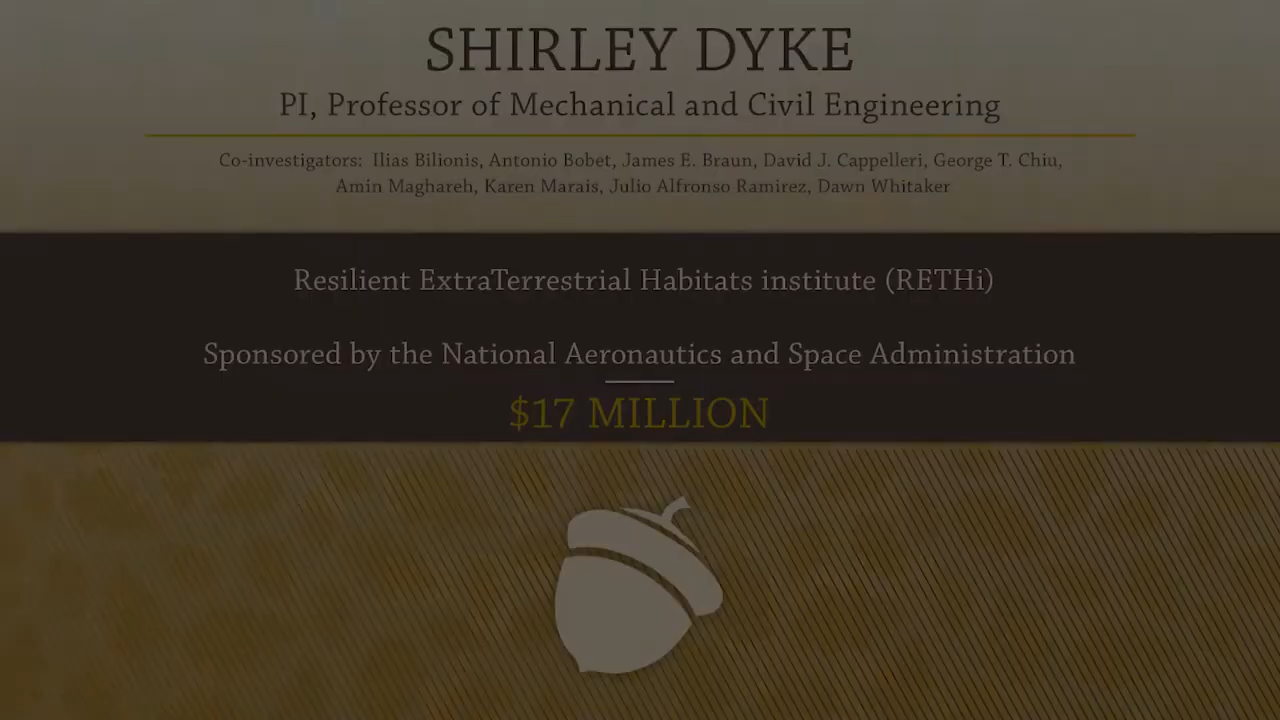 SHIRLEY DYKE
PI, Professor of Mechanical and Civil Engineering
Co-investigators: Ilias Bilionis, Antonio Bobet, James E. Braun, David J. Cappelleri, George T. Chiu,
Amin Maghareh, Karen Marais, Julio Alfronso Ramirez, Dawn Whitaker
Resilient ExtraTerrestrial Habitats institute (RETHi)
Sponsored by the National Aeronautics and Space Administration
$17 MILLION